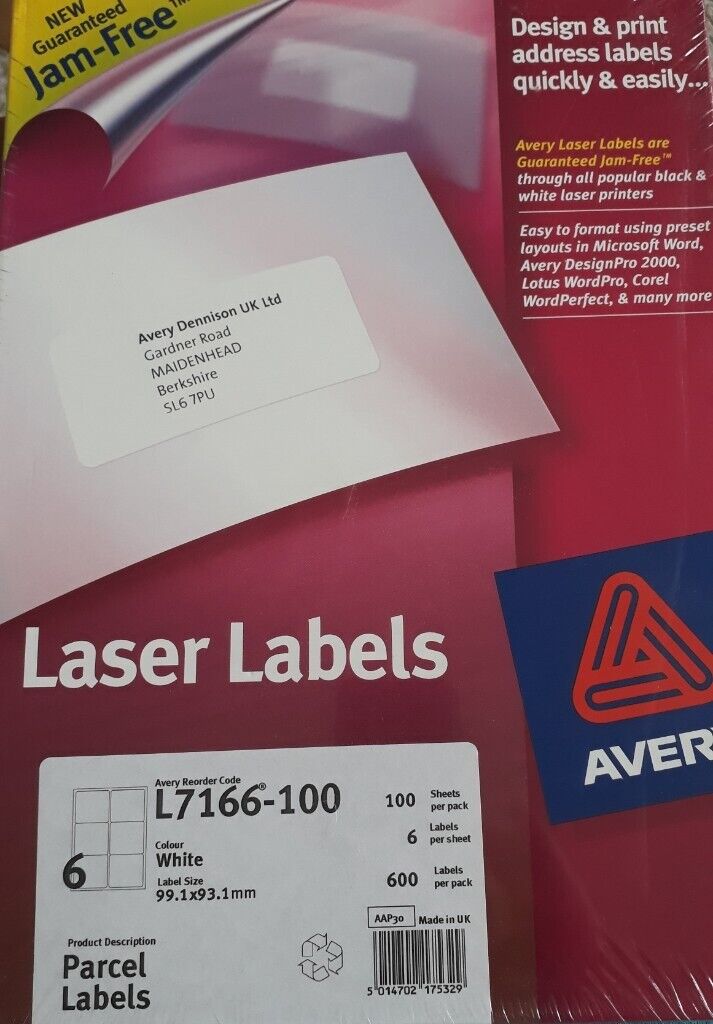 NEW
Guaranteed
Jam-Free™
Design & print
address labels
quickly & easily...
Avery Laser Labels are
Guaranteed Jam-Free™
through all popular black &
white laser printers
Easy to format using preset
layouts in Microsoft Word,
Avery DesignPro 2000,
Lotus WordPro, Corel
WordPerfect, & many more
Avery Dennison UK Ltd
Gardner Road
MAIDENHEAD
Berkshire
SL6 7PU
Laser Labels
AVER
Avery Reorder Code
L7166®-100
100 Sheets per pack
6 Labels per sheet
600 Labels per pack
6
Colour
White
Label Size
99.1x93.1mm
AAP30 Made in UK
Product Description
Parcel
Labels
5 014702 175329